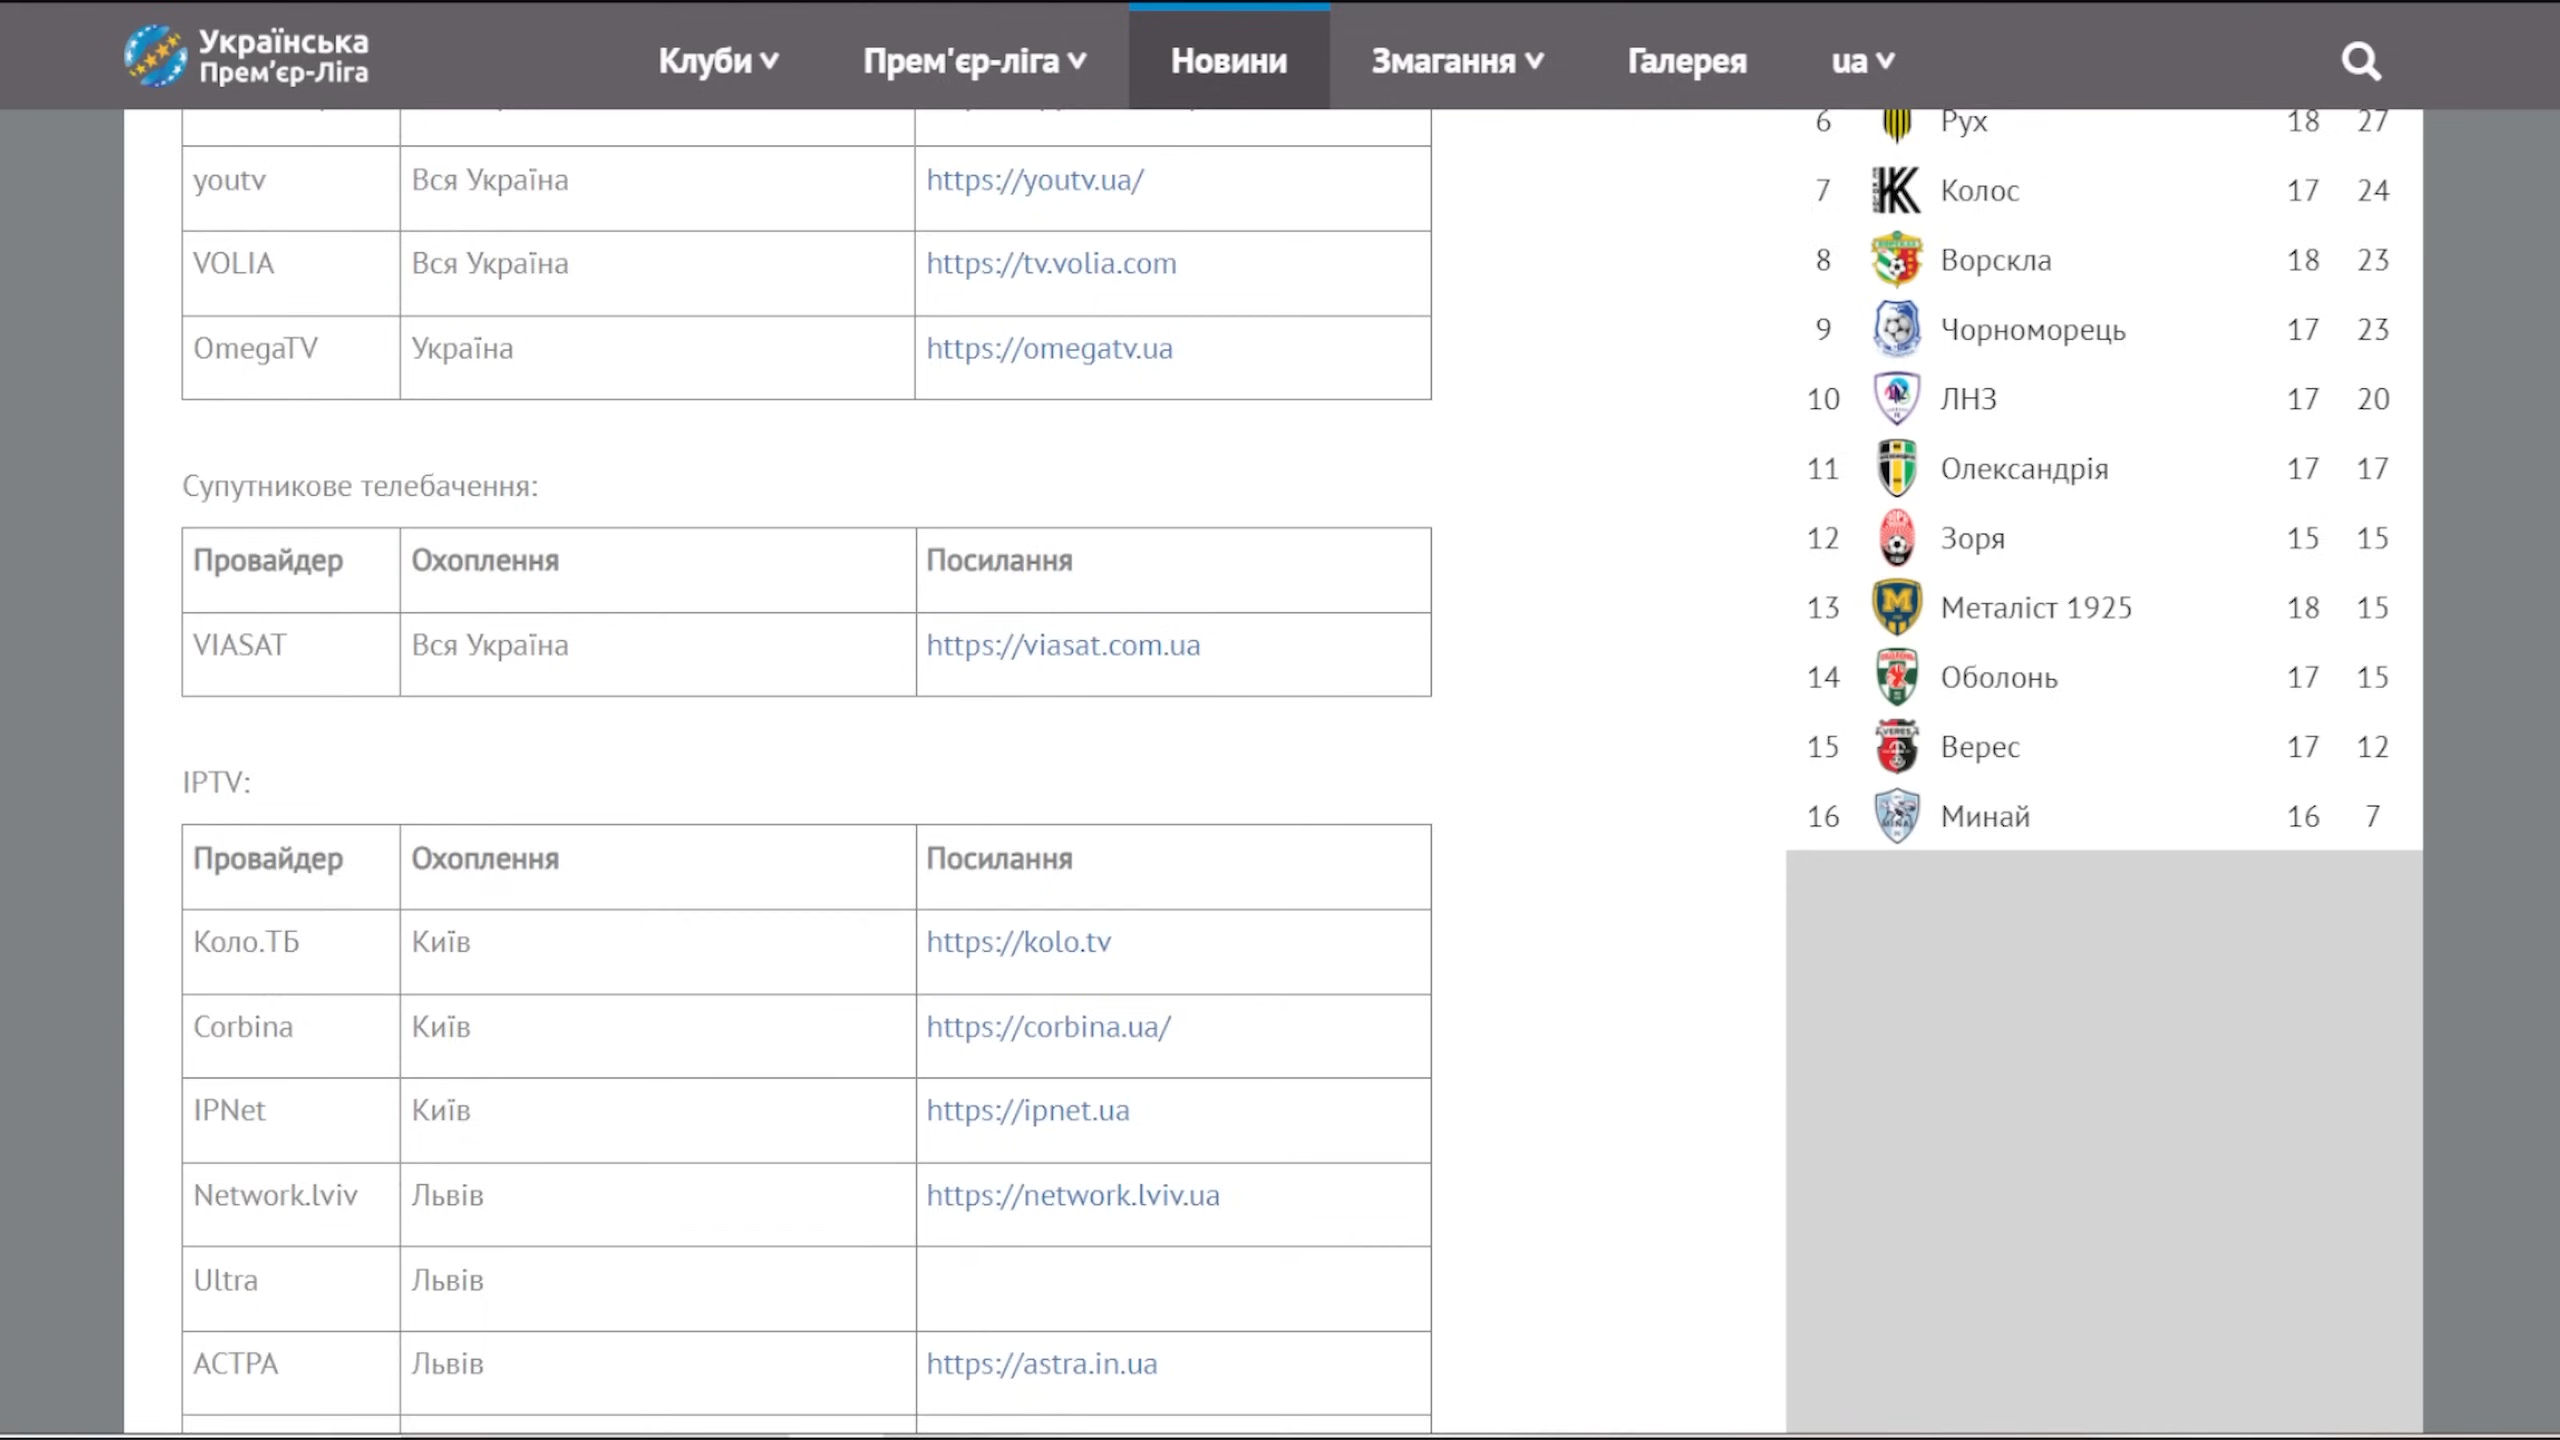 Українська
Прем’єр-Ліга
Клуби Прем'єр-ліга Новини Змагання Галерея ua
youtv Вся Україна https://youtv.ua/
VOLIA Вся Україна https://tv.volia.com
OmegaTV Україна https://omegatv.ua
Супутникове телебачення:
Провайдер Охоплення Посилання
VIASAT Вся Україна https://viasat.com.ua
IPTV:
Провайдер Охоплення Посилання
Коло.ТБ Київ https://kolo.tv
Corbina Київ https://corbina.ua/
IPNet Київ https://ipnet.ua
Network.lviv Львів https://network.lviv.ua
Ultra Львів
АСТРА Львів https://astra.in.ua
6 Рух 18 27
7 Колос 17 24
8 Ворскла 18 23
9 Чорноморець 17 23
10 ЛНЗ 17 20
11 Олександрія 17 17
12 Зоря 15 15
13 Металіст 1925 18 15
14 Оболонь 17 15
15 Верес 17 12
16 Минай 16 7